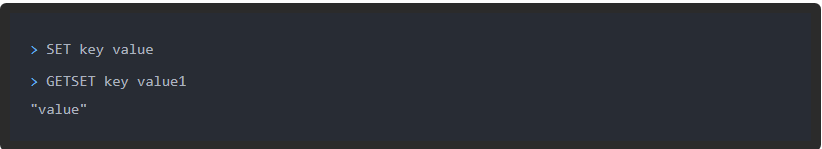 > SET key value
> GETSET key value1
"value"